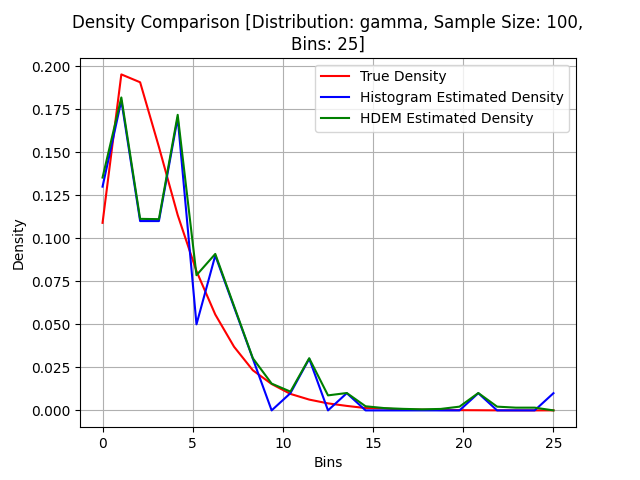 Density Comparison [Distribution: gamma, Sample Size: 100,
Bins: 25]
True Density
Histogram Estimated Density
HDEM Estimated Density
Density
0.200
0.175
0.150
0.125
0.100
0.075
0.050
0.025
0.000
0 5 10 15 20 25
Bins